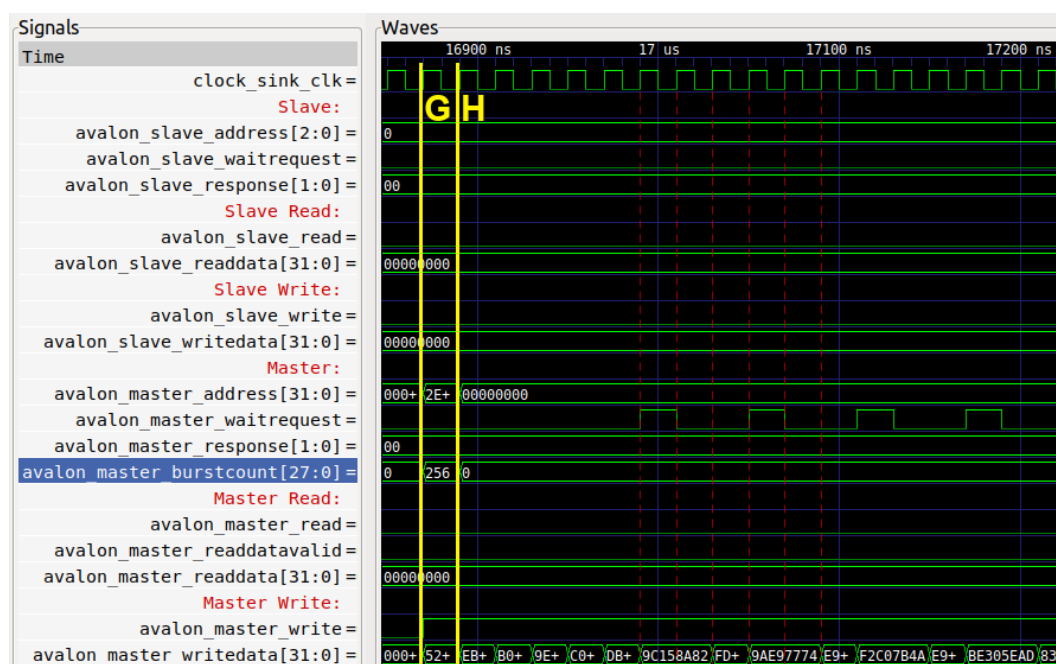 Signals
Waves
Time
16900 ns 17 us 17100 ns 17200 ns
clock_sink_clk=
Slave:
G H
avalon_slave_address[2:0]= 0
avalon_slave_waitrequest=
avalon_slave_response[1:0]= 00
Slave Read:
avalon_slave_read=
avalon_slave_readdata[31:0]= 00000000
Slave Write:
avalon_slave_write=
avalon_slave_writedata[31:0]= 00000000
Master:
avalon_master_address[31:0]= 000+ 2E+ 00000000
avalon_master_waitrequest=
avalon_master_response[1:0]= 00
avalon_master_burstcount[27:0]= 0 256 0
Master Read:
avalon_master_read=
avalon_master_readdatavalid=
avalon_master_readdata[31:0]= 00000000
Master Write:
avalon_master_write=
avalon_master_writedata[31:0]= 000+ 52+ EB+ B0+ 9E+ C0+ DB+ 9C158A82 FD+ 9AE97774 E9+ F2C07B4A E9+ BE305EAD 83